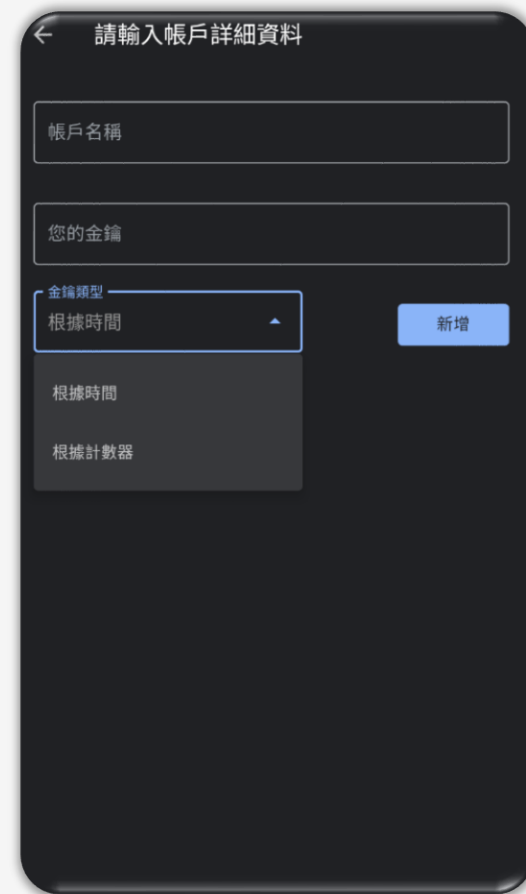 請輸入帳戶詳細資料
帳戶名稱
您的金鑰
金鑰類型
根據時間
新增
根據時間
根據計數器